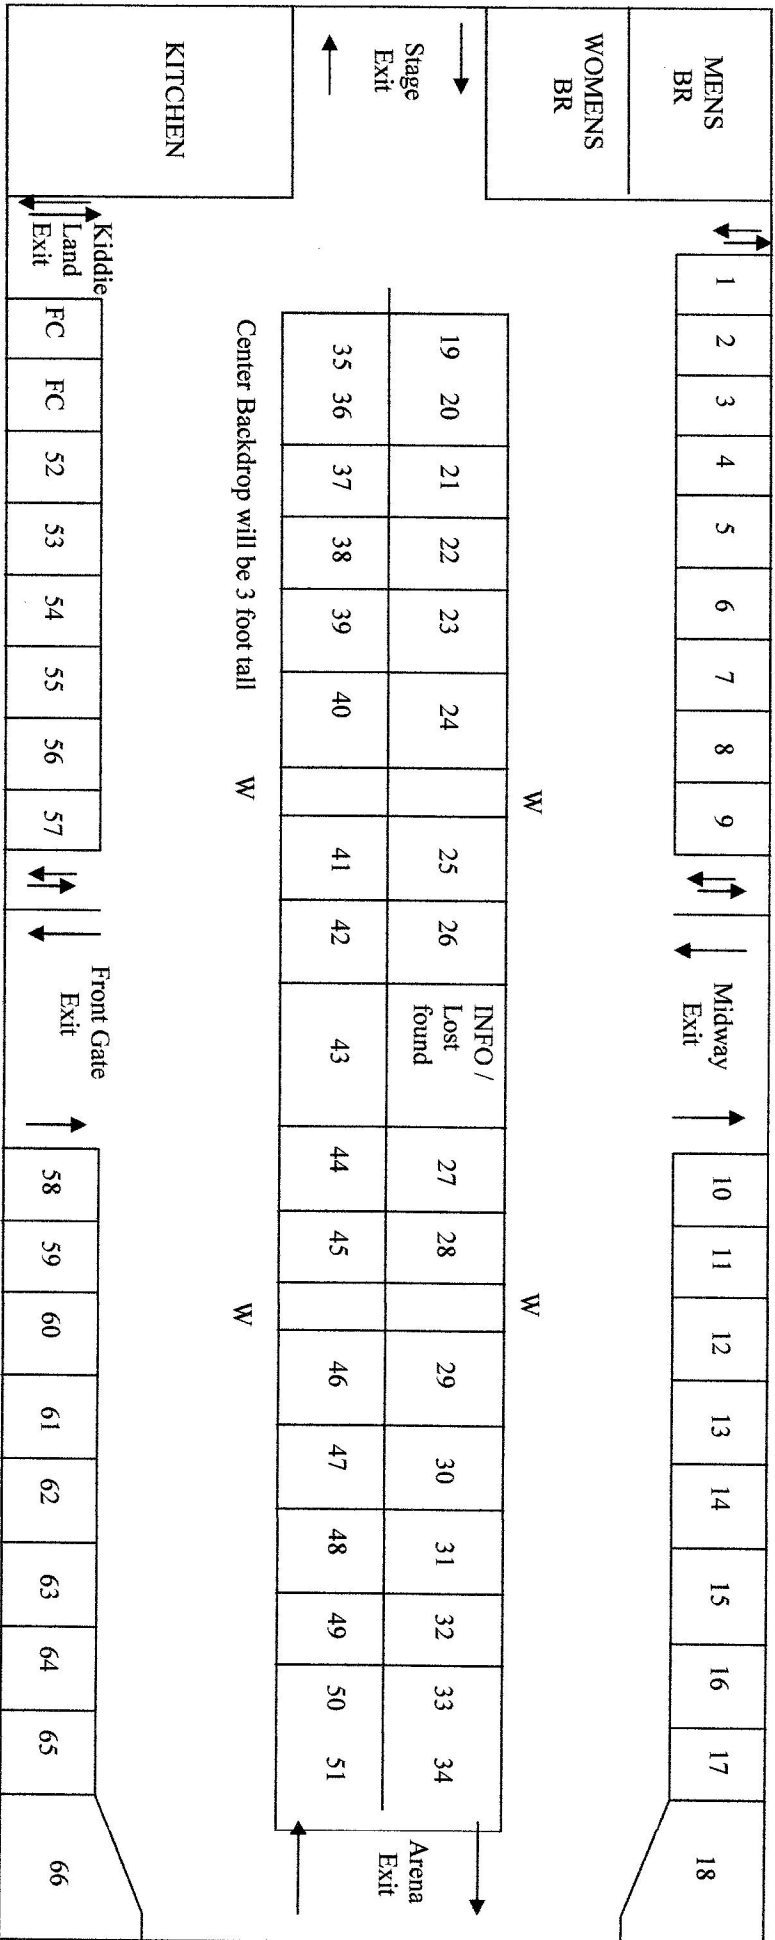 MENS
BR
1 2 3 4 5 6 7 8 9
Midway
Exit
10 11 12 13 14 15 16 17 18
WOMENS
BR
W W
19 20 21 22 23 24 25 26
INFO /
Lost
found
27 28 29 30 31 32 33 34
Stage
Exit
Arena
Exit
35 36 37 38 39 40 41 42 43 44 45 46 47 48 49 50 51
Center Backdrop will be 3 foot tall
W W
KITCHEN
Kiddie
Land
Exit
FC FC 52 53 54 55 56 57
Front Gate
Exit
58 59 60 61 62 63 64 65 66